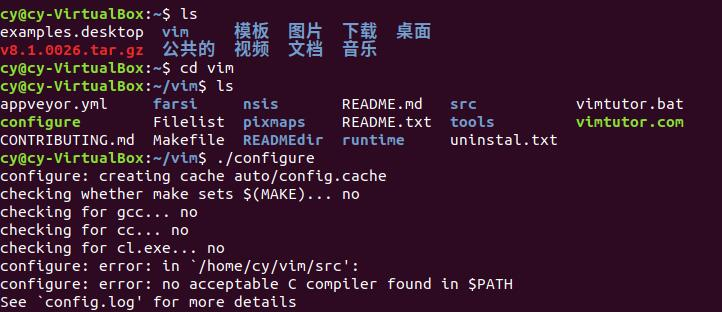 cy@cy-VirtualBox:~$ ls
examples.desktop vim 模板 图片 下载 桌面
v8.1.0026.tar.gz 公共的 视频 文档 音乐
cy@cy-VirtualBox:~$ cd vim
cy@cy-VirtualBox:~/vim$ ls
appveyor.yml farsi nsis README.md src vimtutor.bat
configure Filelist pixmaps README.txt tools vimtutor.com
CONTRIBUTING.md Makefile READMEdir runtime uninstal.txt
cy@cy-VirtualBox:~/vim$ ./configure
configure: creating cache auto/config.cache
checking whether make sets $(MAKE)... no
checking for gcc... no
checking for cc... no
checking for cl.exe... no
configure: error: in `/home/cy/vim/src':
configure: error: no acceptable C compiler found in $PATH
See `config.log' for more details